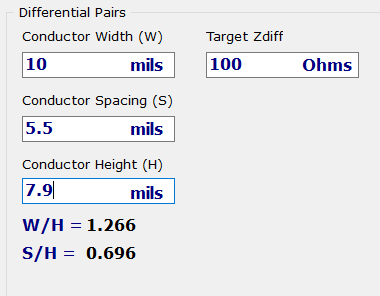 Differential Pairs
Conductor Width (W) Target Zdiff
10 mils 100 Ohms
Conductor Spacing (S)
5.5 mils
Conductor Height (H)
7.9 mils
W/H = 1.266
S/H = 0.696